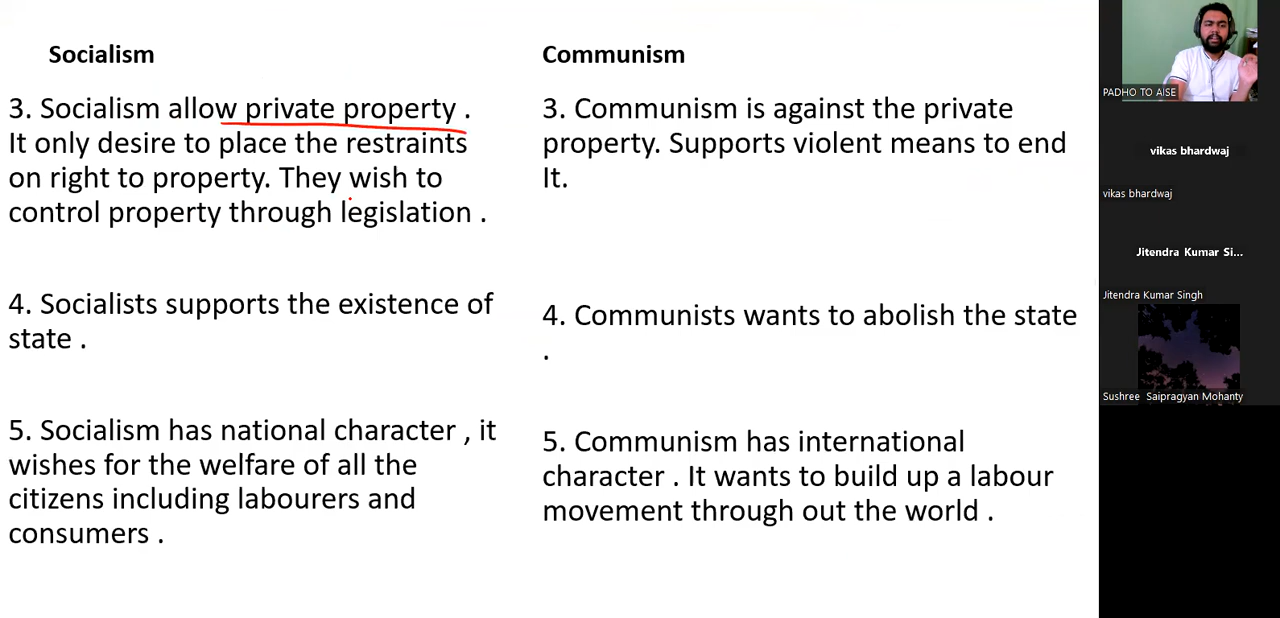 Socialism
3. Socialism allow private property .
It only desire to place the restraints
on right to property. They wish to
control property through legislation .
4. Socialists supports the existence of
state .
5. Socialism has national character , it
wishes for the welfare of all the
citizens including labourers and
consumers .
Communism
3. Communism is against the private
property. Supports violent means to end
It.
4. Communists wants to abolish the state
.
5. Communism has international
character . It wants to build up a labour
movement through out the world .
PADHO TO AISE
vikas bhardwaj
vikas bhardwaj
Jitendra Kumar Si...
Jitendra Kumar Singh
Sushree Saipragyan Mohanty